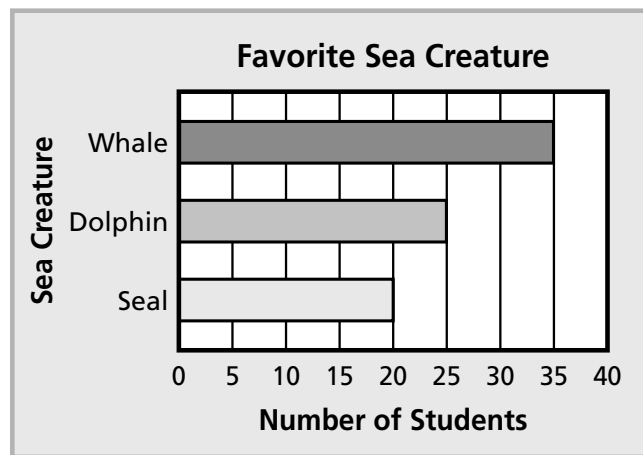 Favorite Sea Creature
Sea Creature
Whale
Dolphin
Seal
0 5 10 15 20 25 30 35 40
Number of Students